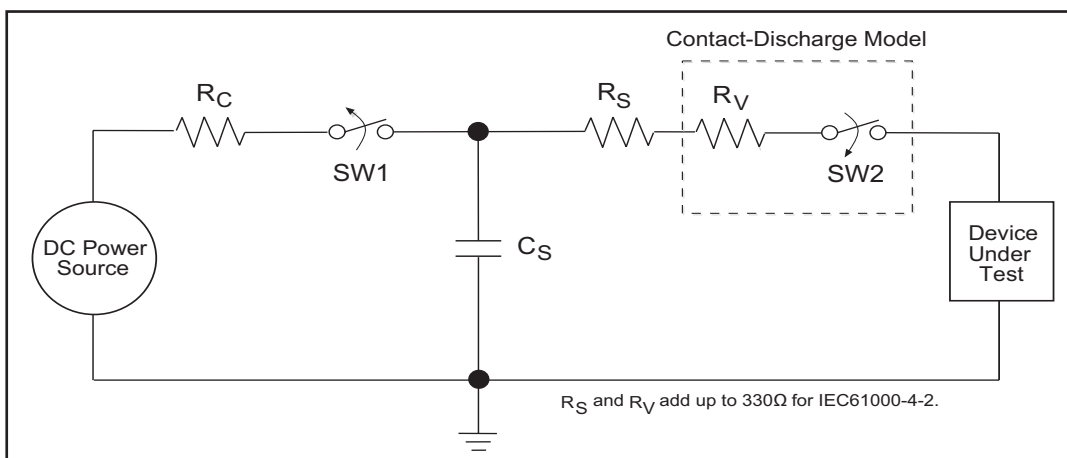 Contact-Discharge Model
RC
RS
RV
SW1
SW2
DC Power
Source
CS
Device
Under
Test
RS and RV add up to 330Ω for IEC61000-4-2.